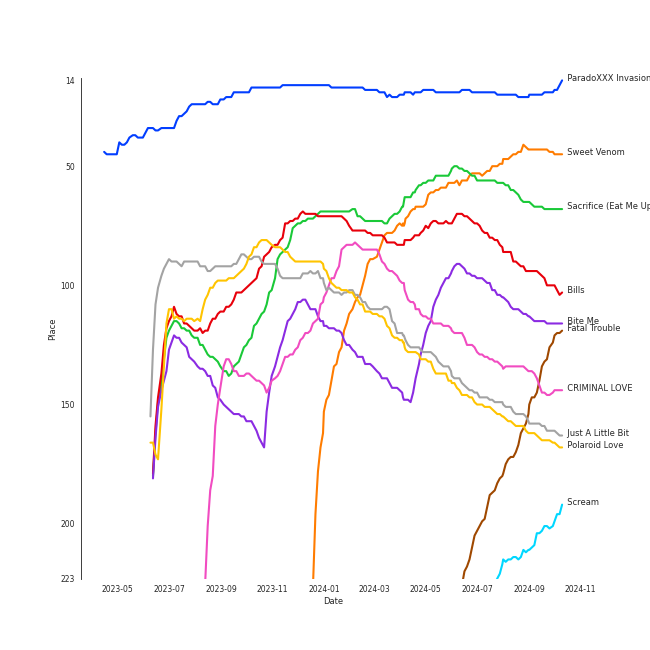 14
ParadoXXX Invasion
Sweet Venom
50
Sacrifice (Eat Me Up
100
Bills
Bite Me
Fatal Trouble
Place
CRIMINAL LOVE
150
Just A Little Bit
Polaroid Love
Scream
200
223
2023-05 2023-07 2023-09 2023-11 2024-01 2024-03 2024-05 2024-07 2024-09 2024-11
Date